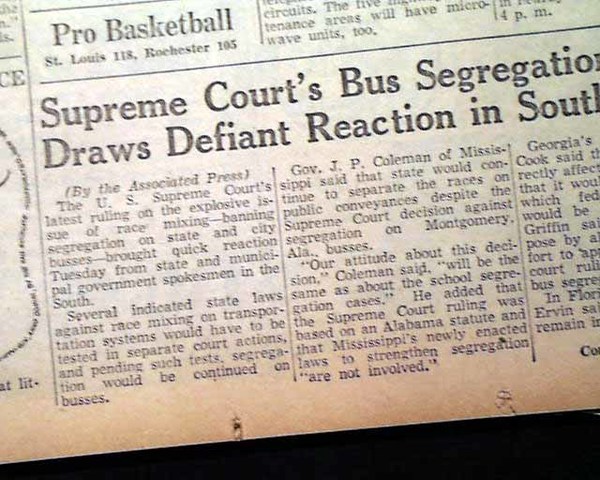 circuits. The five
tenance areas will have micro-
wave units, too.
4 p. m.
Pro Basketball
St. Louis 118, Rochester 105
CE
Supreme Court's Bus Segregation
Draws Defiant Reaction in South
(By the Associated Press)
The U. S. Supreme Court's
latest ruling on the explosive is-
sue of race mixing—banning
segregation on state and city
busses—brought quick reaction
Tuesday from state and munici-
pal government spokesmen in the
South.
Several indicated state laws
against race mixing on transpor-
tation systems would have to be
tested in separate court actions,
and pending such tests, segrega-
tion would be continued on
busses.
Gov. J. P. Coleman of Missis-
sippi said that state would con-
tinue to separate the races on
public conveyances despite the
Supreme Court decision against
segregation on Montgomery,
Ala., busses.
"Our attitude about this deci-
sion," Coleman said, "will be the
same as about the school segre-
gation cases." He added that
the Supreme Court ruling was
based on an Alabama statute and
that Mississippi's newly enacted
laws to strengthen segregation
"are not involved."
Georgia's
Cook said th
rectly affect
that it wou
which fed
would be
Griffin sai
pose by al
fort to "app
court ruli
bus segre
In Flori
Ervin sai
remain in
Con
at lit-